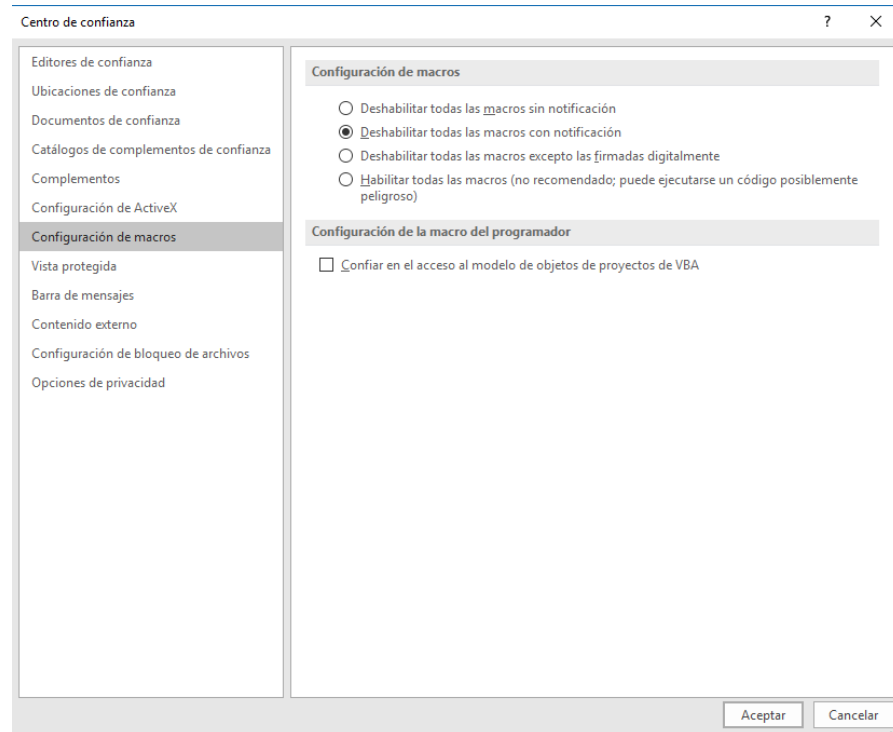 Centro de confianza
?
X
Editores de confianza
Ubicaciones de confianza
Documentos de confianza
Catálogos de complementos de confianza
Complementos
Configuración de ActiveX
Configuración de macros
Vista protegida
Barra de mensajes
Contenido externo
Configuración de bloqueo de archivos
Opciones de privacidad
Configuración de macros
Deshabilitar todas las macros sin notificación
Deshabilitar todas las macros con notificación
Deshabilitar todas las macros excepto las firmadas digitalmente
Habilitar todas las macros (no recomendado; puede ejecutarse un código posiblemente
peligroso)
Configuración de la macro del programador
Confiar en el acceso al modelo de objetos de proyectos de VBA
Aceptar
Cancelar